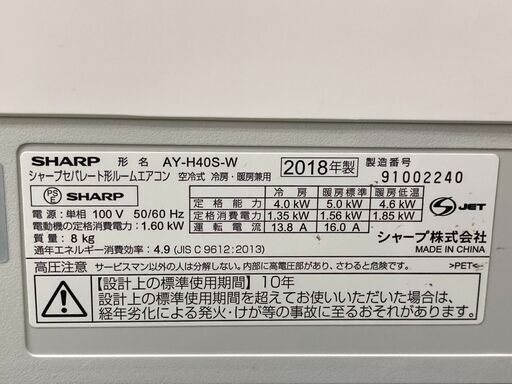 SHARP 形名 AY-H40S-W 2018年製 製造番号
シャープセパレート形ルームエアコン 空冷式 冷房・暖房兼用 91002240
PSE SHARP
電源:単相 100V 50/60 Hz
電動機の定格消費電力:1.60 kW
質量:8 kg
冷房 暖房標準 暖房低温
定格能力 4.0 kW 5.0 kW 4.6 kW
定格消費電力 1.35 kW 1.56 kW 1.85 kW
運転電流 13.8 A 16.0 A
S JET
シャープ株式会社
MADE IN CHINA
通年エネルギー消費効率:4.9 (JIS C 9612:2013)
高圧注意 サービスマン以外の人は分解しない。内部に高電圧部があり、さわると危険です。 >PET<
【設計上の標準使用期間】10年
設計上の標準使用期間を超えてお使いいただいた場合は、
経年劣化による発火・けが等の事故に至るおそれがあります。